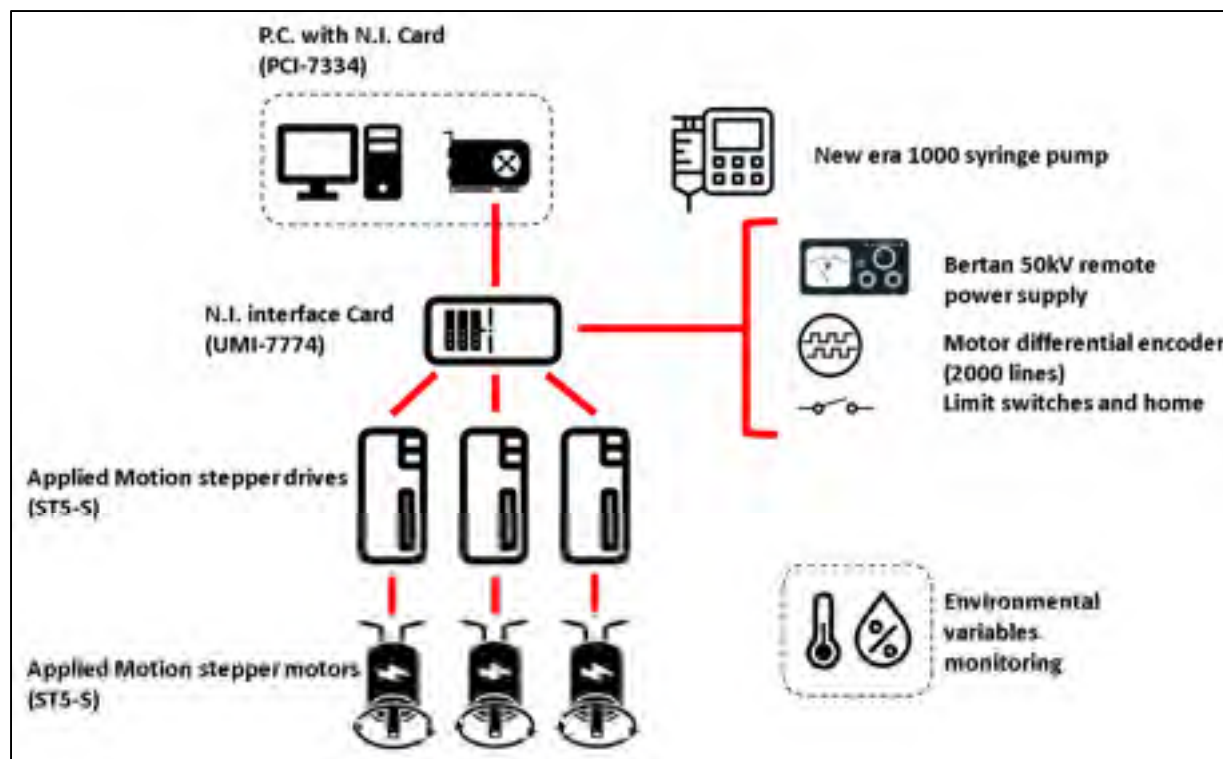 P.C. with N.I. Card
(PCI-7334)
New era 1000 syringe pump
N.I. interface Card
(UMI-7774)
Bertan 50kV remote
power supply
Motor differential encoder
(2000 lines)
Limit switches and home
Applied Motion stepper drives
(ST5-S)
Environmental
variables
monitoring
Applied Motion stepper motors
(ST5-S)